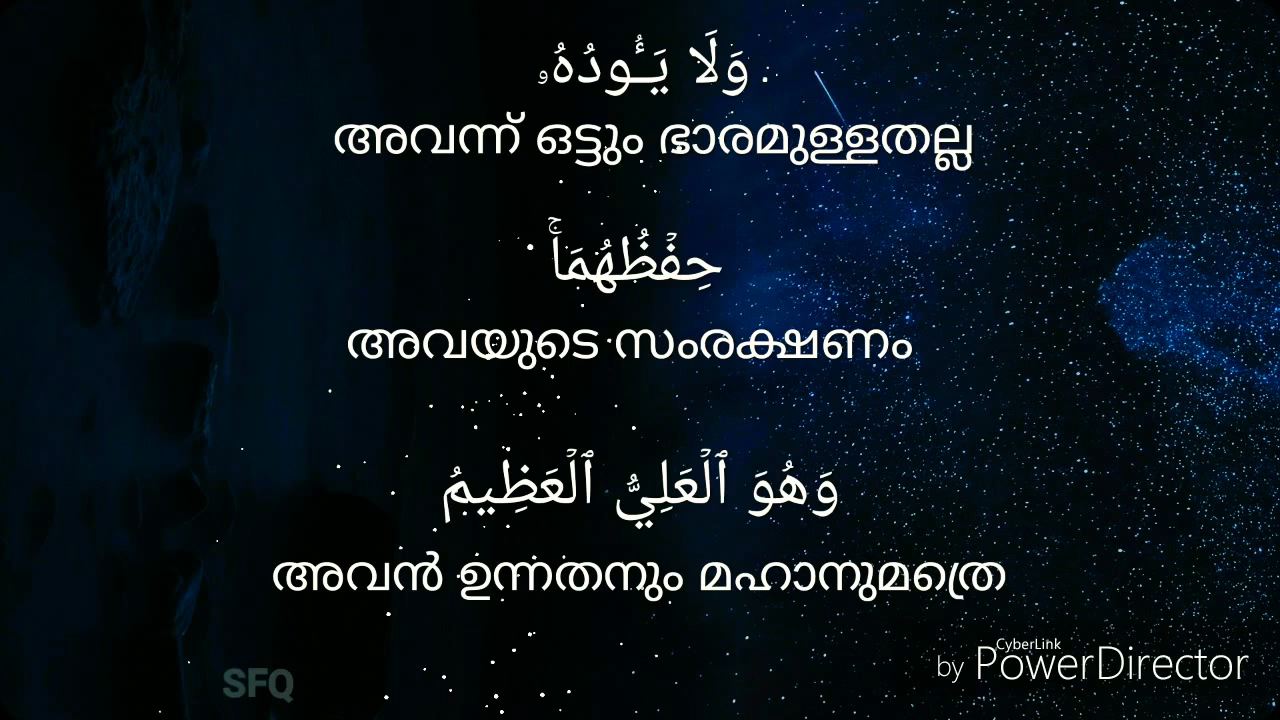 وَلَا يَـُٔودُهُۥ
അവന്ന് ഒട്ടും ഭാരമുള്ളതല്ല
حِفْظُهُمَاۚ
അവയുടെ സംരക്ഷണം
وَهُوَ ٱلْعَلِيُّ ٱلْعَظِيمُ
അവൻ ഉന്നതനും മഹാനുമത്രെ
CyberLink
by PowerDirector
SFQ